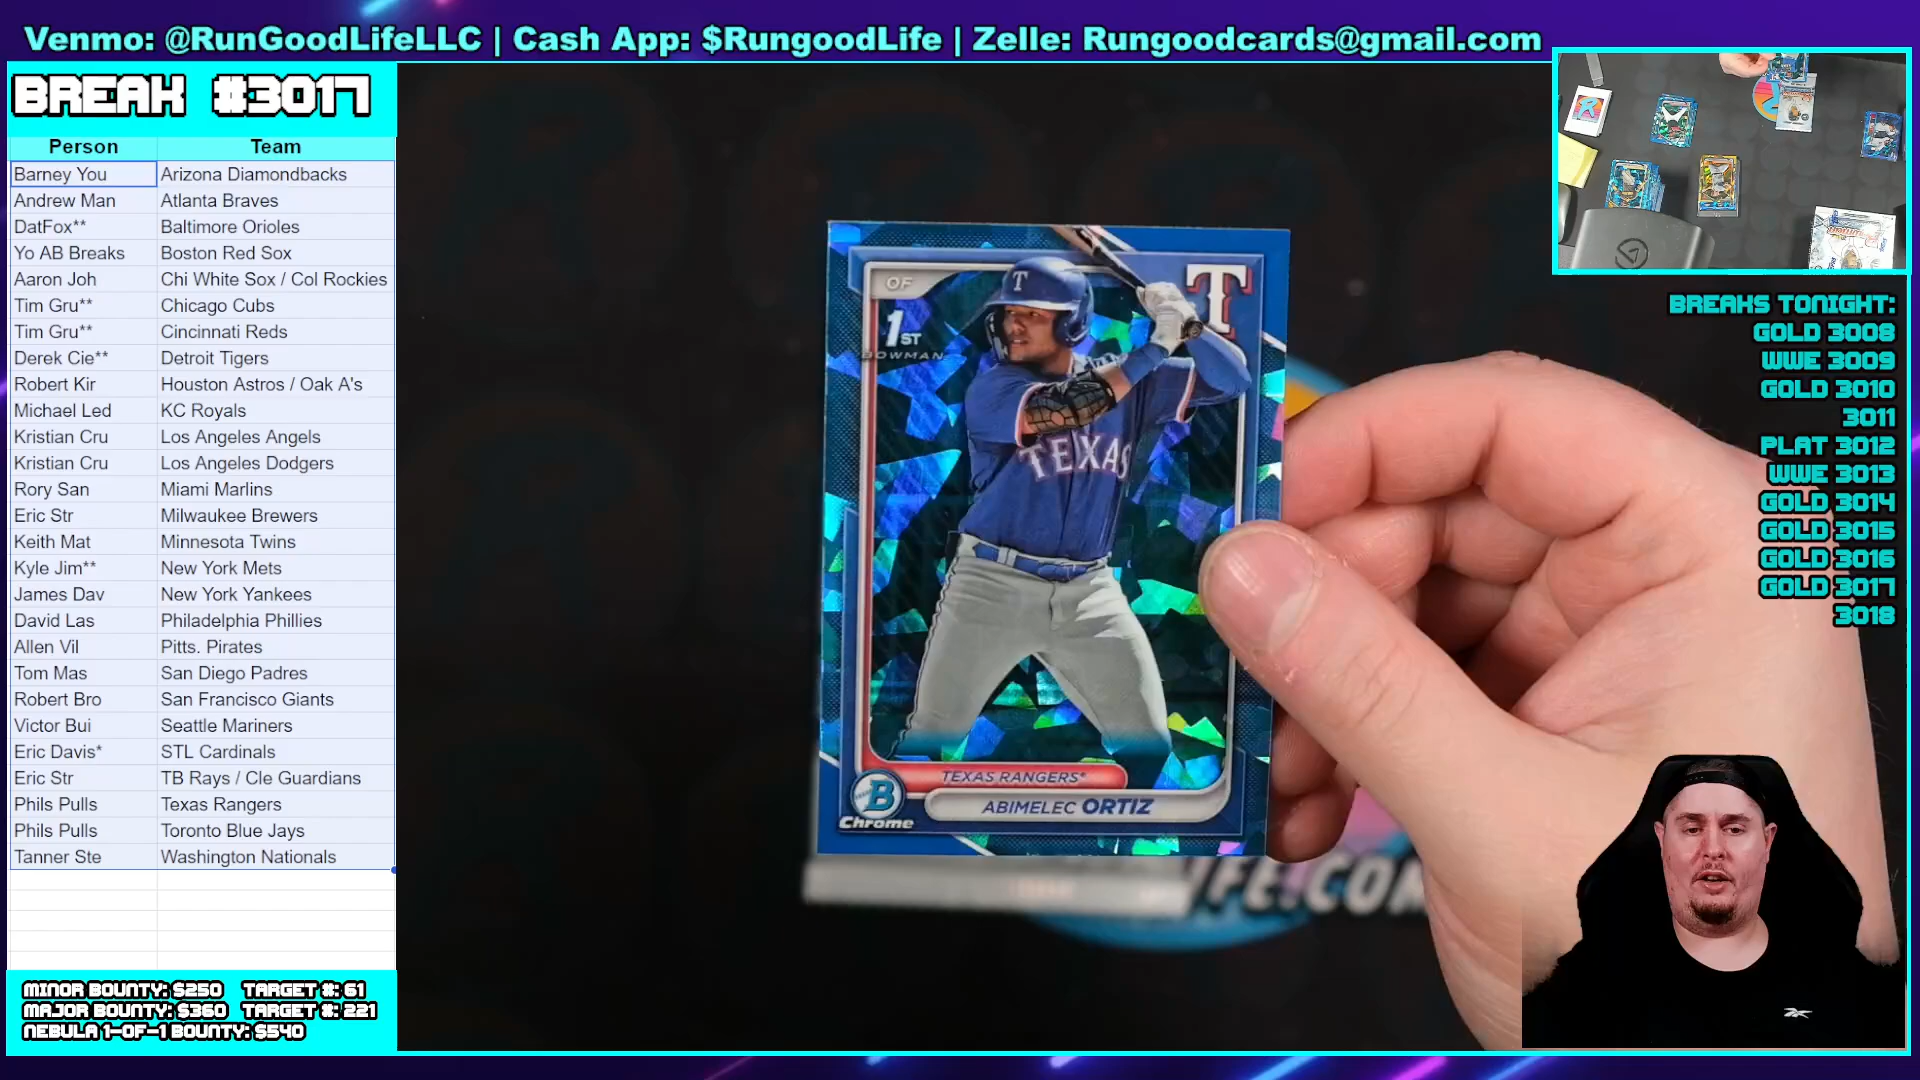 Venmo: @RunGoodLifeLLC | Cash App: $RungoodLife | Zelle: Rungoodcards@gmail.com
BREAK #3017
Person Team
Barney You Arizona Diamondbacks
Andrew Man Atlanta Braves
DatFox** Baltimore Orioles
Yo AB Breaks Boston Red Sox
Aaron Joh Chi White Sox / Col Rockies
Tim Gru** Chicago Cubs
Tim Gru** Cincinnati Reds
Derek Cie** Detroit Tigers
Robert Kir Houston Astros / Oak A's
Michael Led KC Royals
Kristian Cru Los Angeles Angels
Kristian Cru Los Angeles Dodgers
Rory San Miami Marlins
Eric Str Milwaukee Brewers
Keith Mat Minnesota Twins
Kyle Jim** New York Mets
James Dav New York Yankees
David Las Philadelphia Phillies
Allen Vil Pitts. Pirates
Tom Mas San Diego Padres
Robert Bro San Francisco Giants
Victor Bui Seattle Mariners
Eric Davis* STL Cardinals
Eric Str TB Rays / Cle Guardians
Phils Pulls Texas Rangers
Phils Pulls Toronto Blue Jays
Tanner Ste Washington Nationals
MINOR BOUNTY: $250 TARGET #: 61
MAJOR BOUNTY: $360 TARGET #: 221
NEBULA 1-OF-1 BOUNTY: $540
OF
1ST
BOWMAN
T
T
TEXAS
TEXAS RANGERS
ABIMELEC ORTIZ
B
Chrome
IFE.COM
BREAKS TONIGHT:
GOLD 3008
WWE 3009
GOLD 3010
3011
PLAT 3012
WWE 3013
GOLD 3014
GOLD 3015
GOLD 3016
GOLD 3017
3018